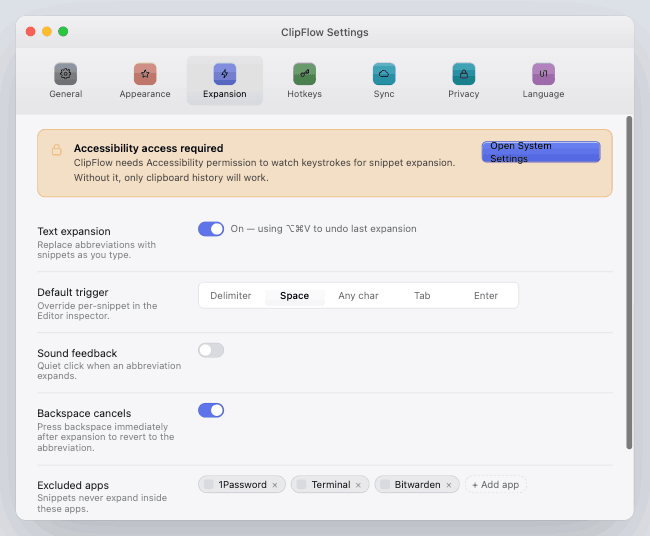 ClipFlow Settings
General Appearance Expansion Hotkeys Sync Privacy Language
Accessibility access required
ClipFlow needs Accessibility permission to watch keystrokes for snippet expansion.
Without it, only clipboard history will work.
Open System
Settings
Text expansion
Replace abbreviations with
snippets as you type.
On — using ⌥⌘V to undo last expansion
Default trigger
Override per-snippet in the
Editor inspector.
Delimiter Space Any char Tab Enter
Sound feedback
Quiet click when an abbreviation
expands.
Backspace cancels
Press backspace immediately
after expansion to revert to the
abbreviation.
Excluded apps
Snippets never expand inside
these apps.
1Password × Terminal × Bitwarden × + Add app